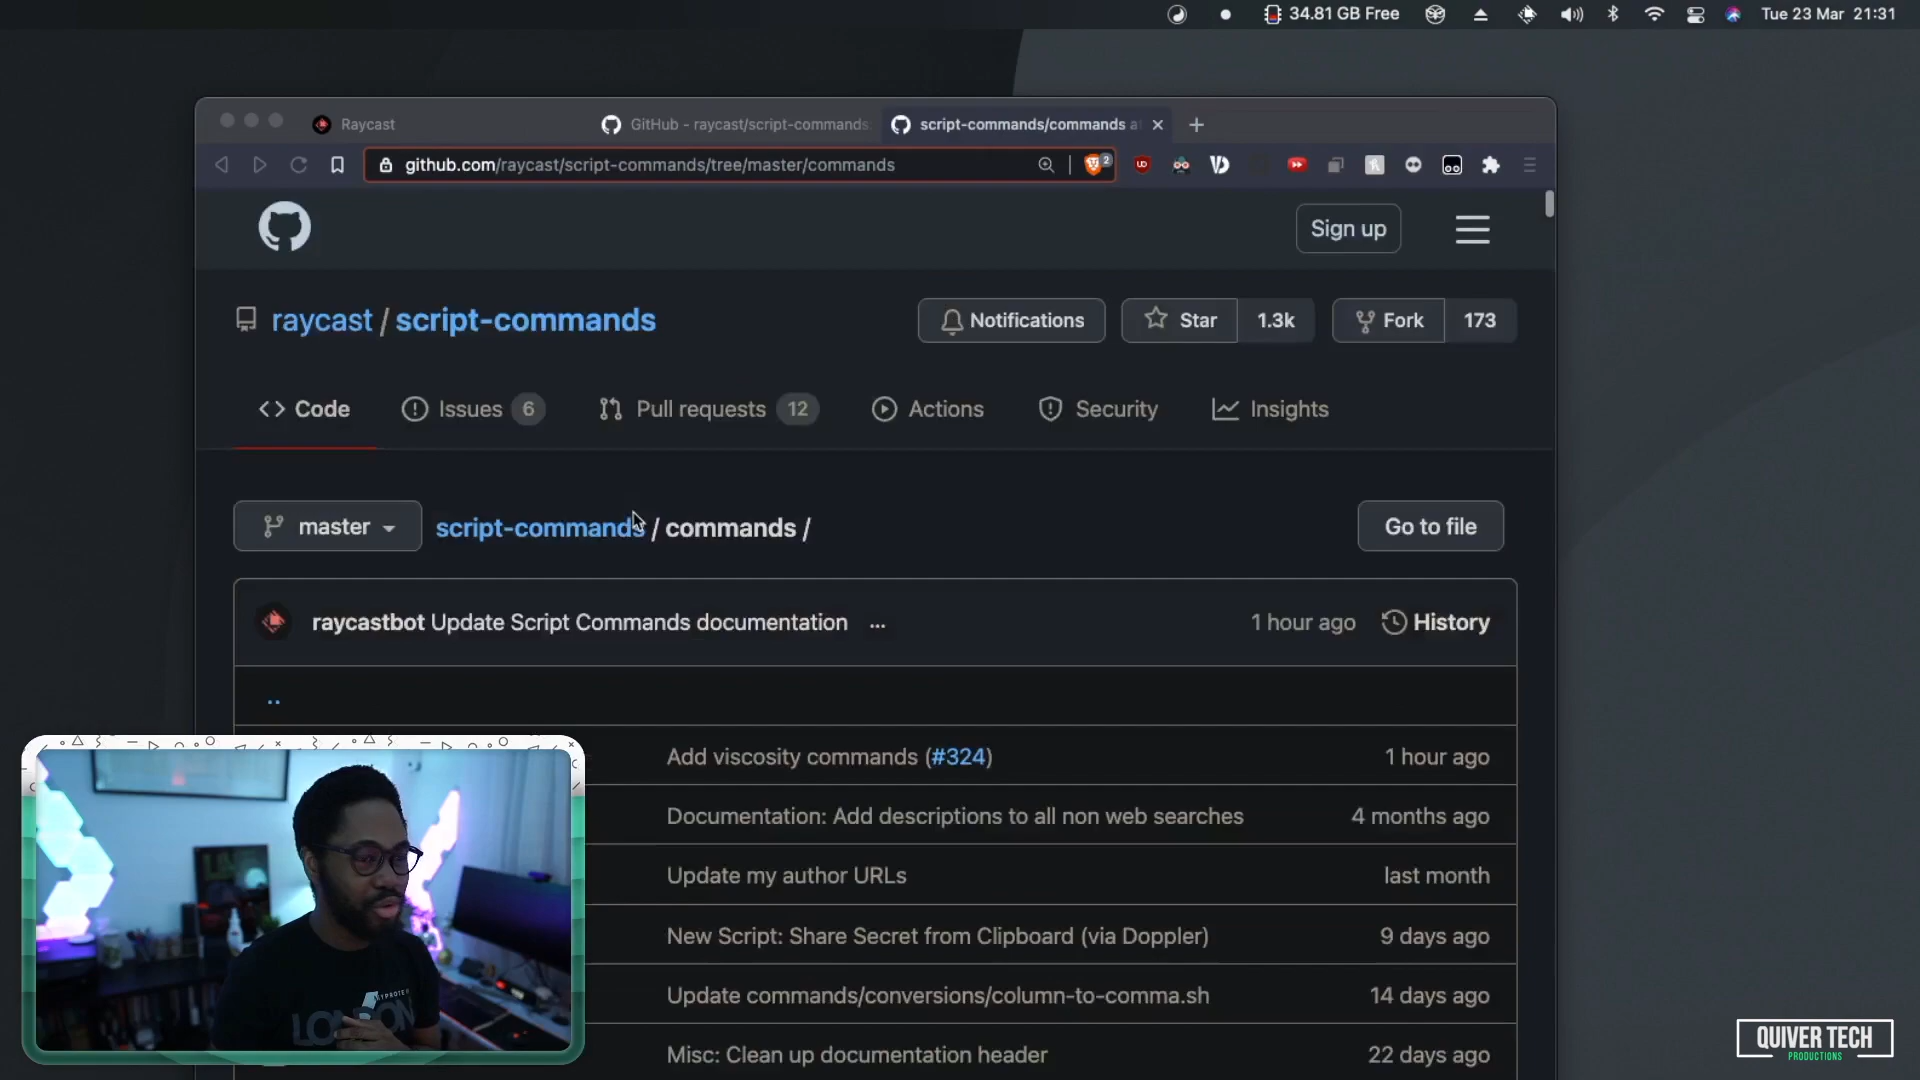 34.81 GB Free
Tue 23 Mar 21:31
Raycast
GitHub - raycast/script-commands
script-commands/commands a
github.com/raycast/script-commands/tree/master/commands
2
Sign up
raycast / script-commands
Notifications
Star 1.3k
Fork 173
Code
Issues 6
Pull requests 12
Actions
Security
Insights
master
script-commands / commands /
Go to file
raycastbot Update Script Commands documentation ...
1 hour ago
History
..
Add viscosity commands (#324)
1 hour ago
Documentation: Add descriptions to all non web searches
4 months ago
Update my author URLs
last month
New Script: Share Secret from Clipboard (via Doppler)
9 days ago
Update commands/conversions/column-to-comma.sh
14 days ago
Misc: Clean up documentation header
22 days ago
LONDON
QUIVER TECH
PRODUCTIONS